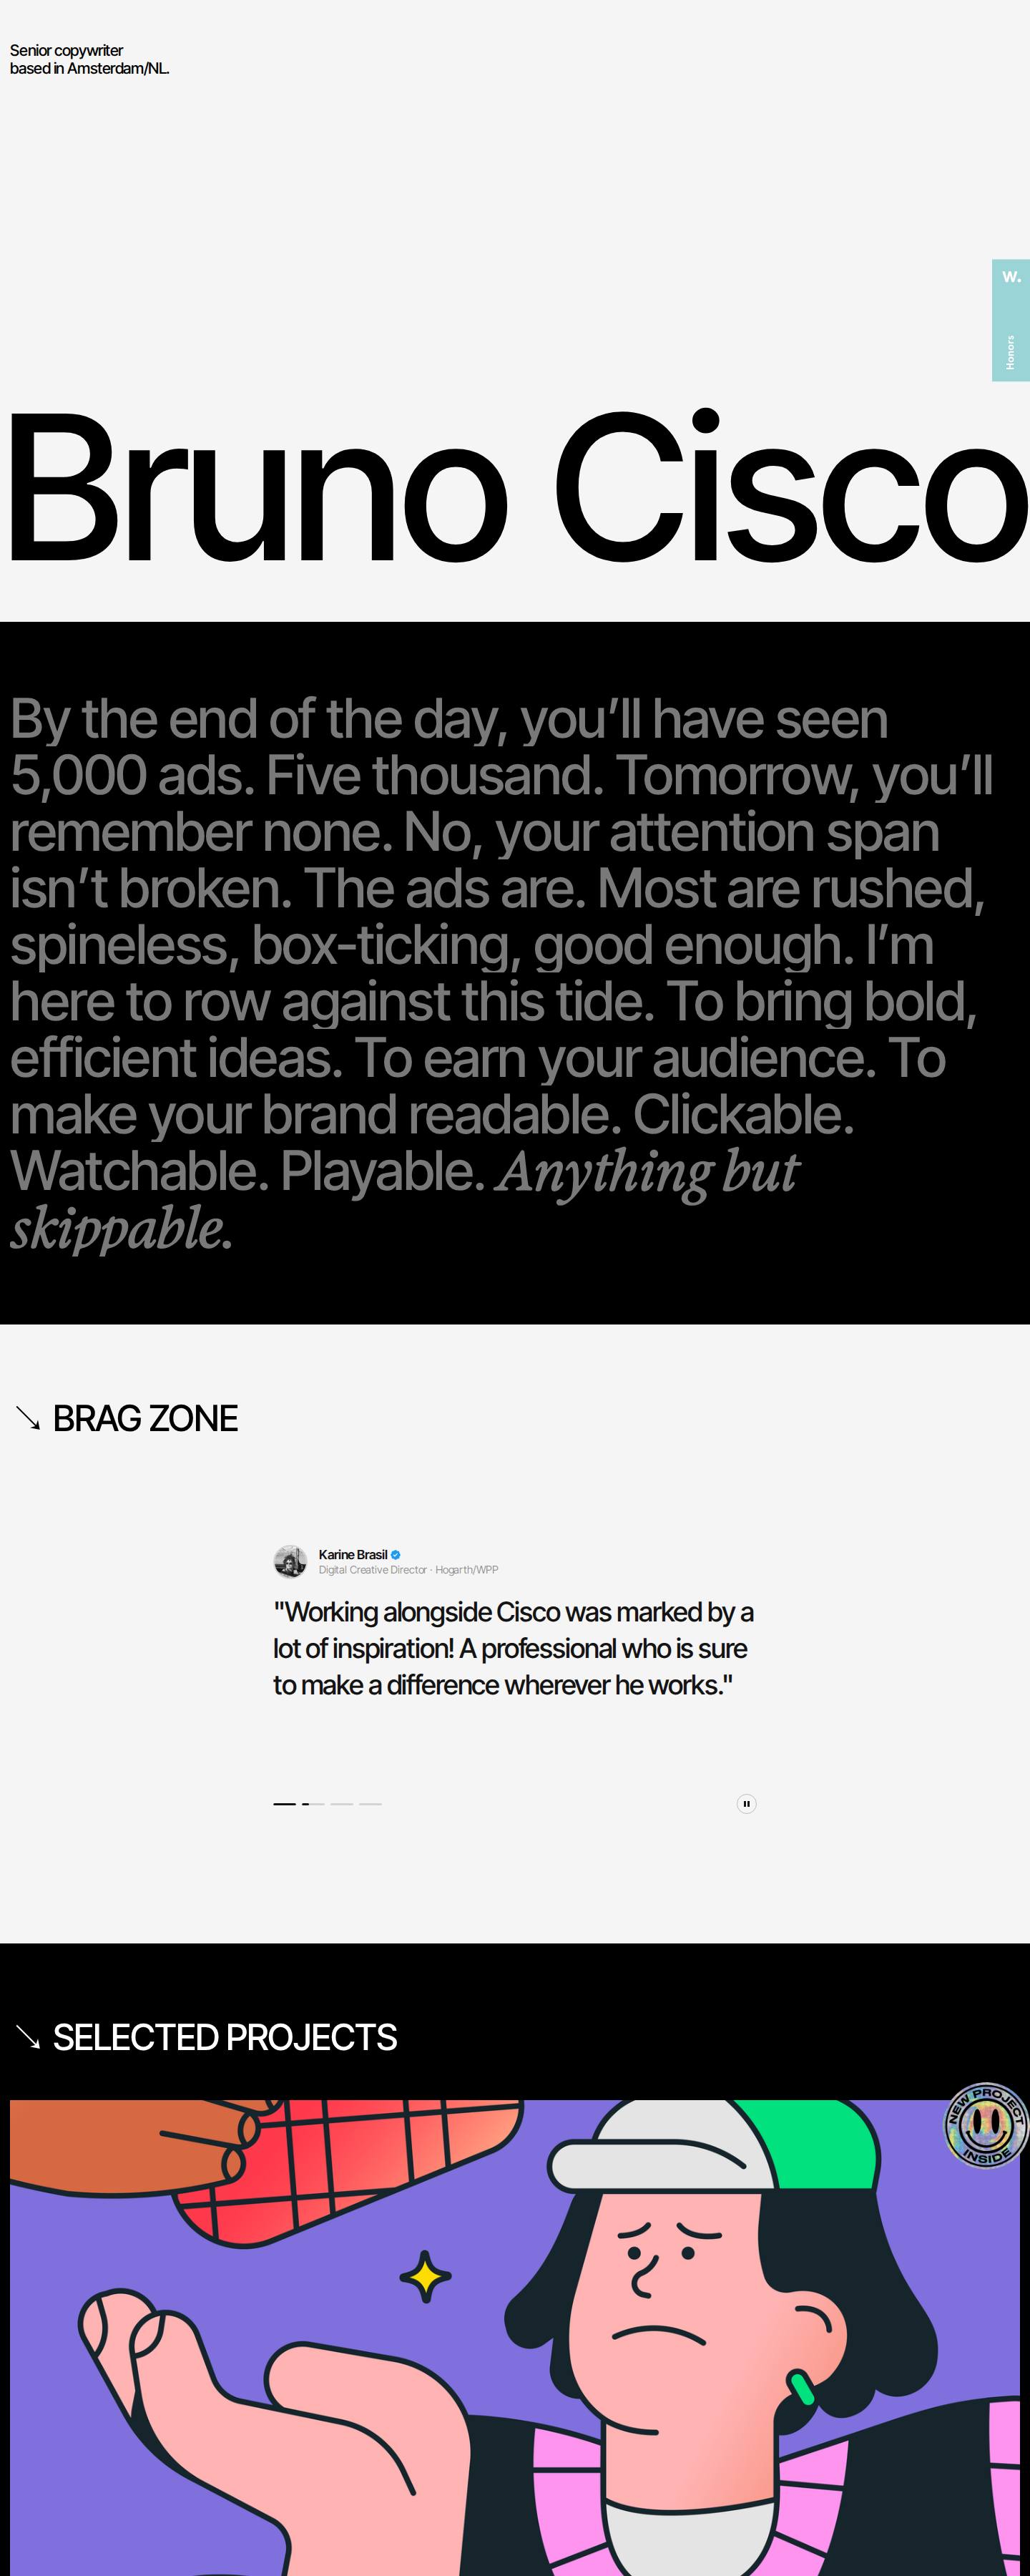 Senior copywriter
based in Amsterdam/NL.
W.
Honors
Bruno Cisco
By the end of the day, you’ll have seen
5,000 ads. Five thousand. Tomorrow, you’ll
remember none. No, your attention span
isn’t broken. The ads are. Most are rushed,
spineless, box-ticking, good enough. I’m
here to row against this tide. To bring bold,
efficient ideas. To earn your audience. To
make your brand readable. Clickable.
Watchable. Playable. Anything but
skippable.
BRAG ZONE
Karine Brasil
Digital Creative Director · Hogarth/WPP
"Working alongside Cisco was marked by a
lot of inspiration! A professional who is sure
to make a difference wherever he works."
SELECTED PROJECTS
NEW PROJECT
INSIDE